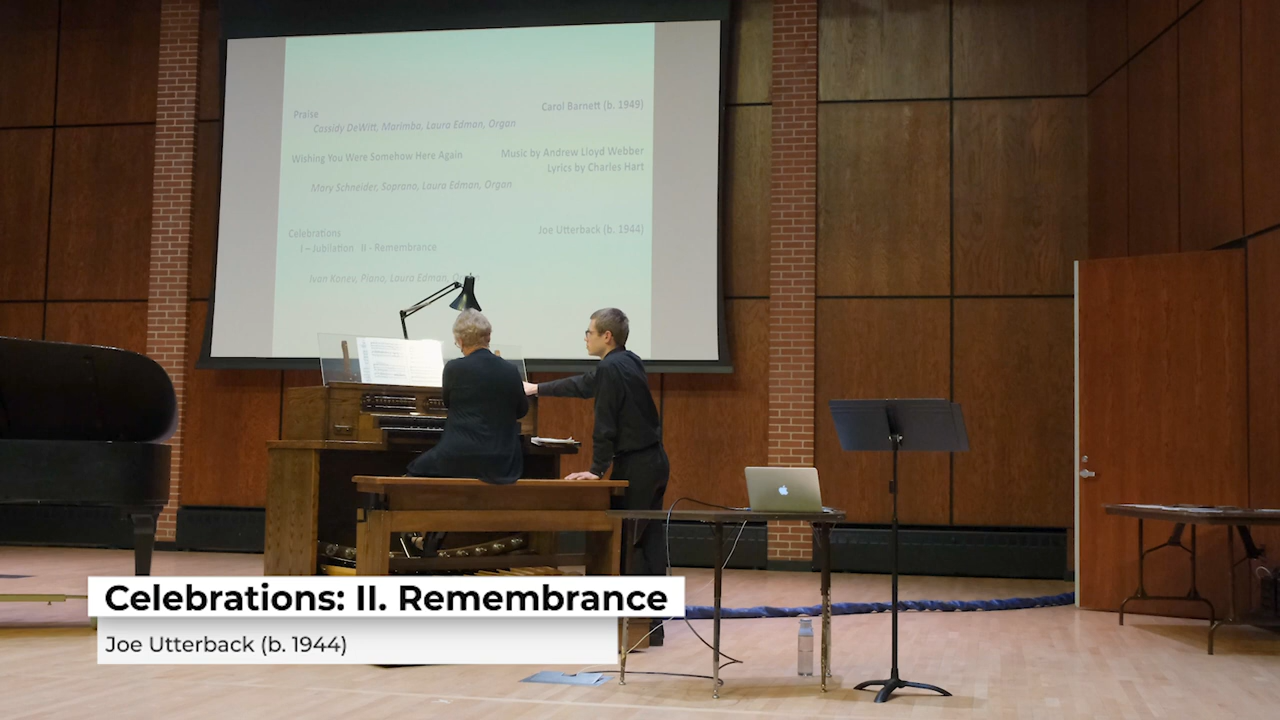 Praise
Carol Barnett (b. 1949)
Cassidy DeWitt, Marimba, Laura Edman, Organ
Wishing You Were Somehow Here Again
Music by Andrew Lloyd Webber
Lyrics by Charles Hart
Mary Schneider, Soprano, Laura Edman, Organ
Celebrations
Joe Utterback (b. 1944)
I – Jubilation II - Remembrance
Ivan Konev, Piano, Laura Edman, Organ
Celebrations: II. Remembrance
Joe Utterback (b. 1944)